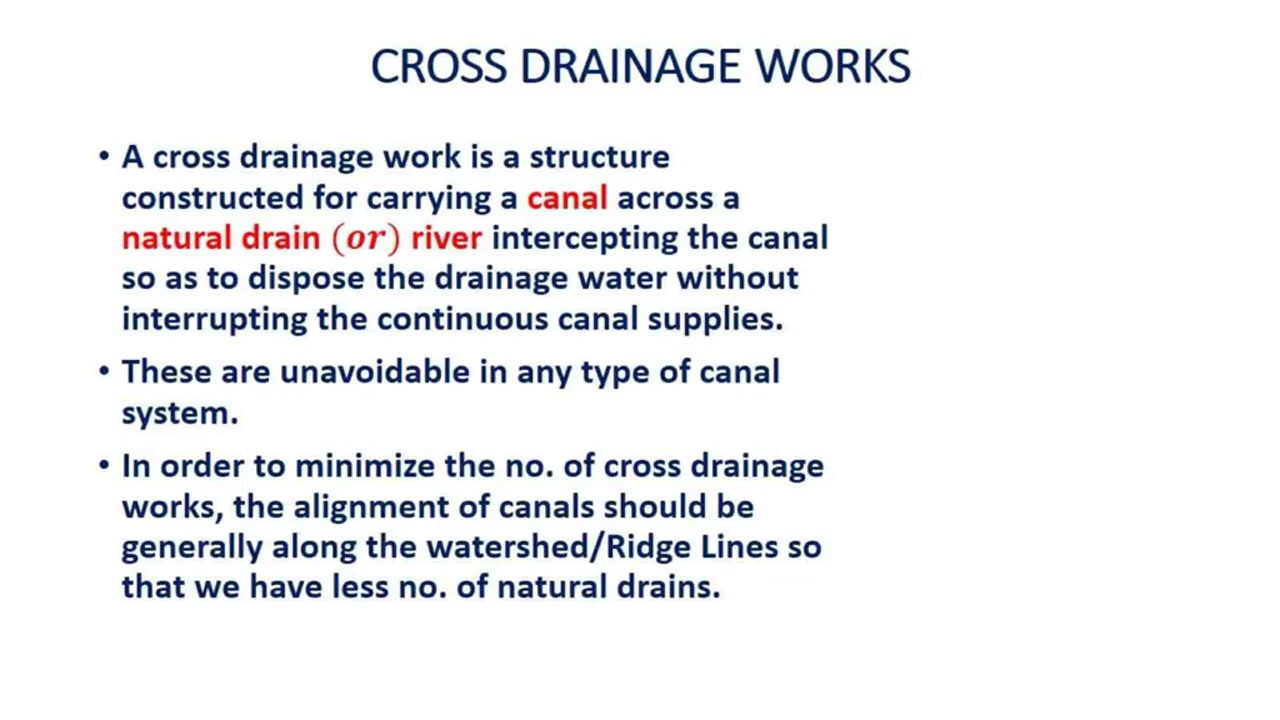 CROSS DRAINAGE WORKS
• A cross drainage work is a structure
constructed for carrying a canal across a
natural drain (or) river intercepting the canal
so as to dispose the drainage water without
interrupting the continuous canal supplies.
• These are unavoidable in any type of canal
system.
• In order to minimize the no. of cross drainage
works, the alignment of canals should be
generally along the watershed/Ridge Lines so
that we have less no. of natural drains.